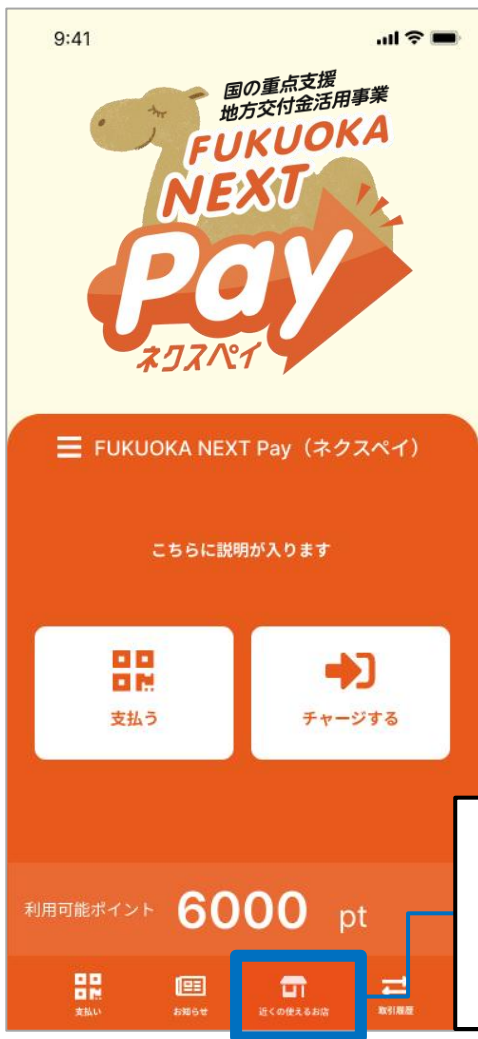 9:41
国の重点支援
地方交付金活用事業
FUKUOKA
NEXT
Pay
ネクスペイ
FUKUOKA NEXT Pay（ネクスペイ）
こちらに説明が入ります
支払う
チャージする
利用可能ポイント 6000 pt
支払い
お知らせ
近くの使えるお店
取引履歴